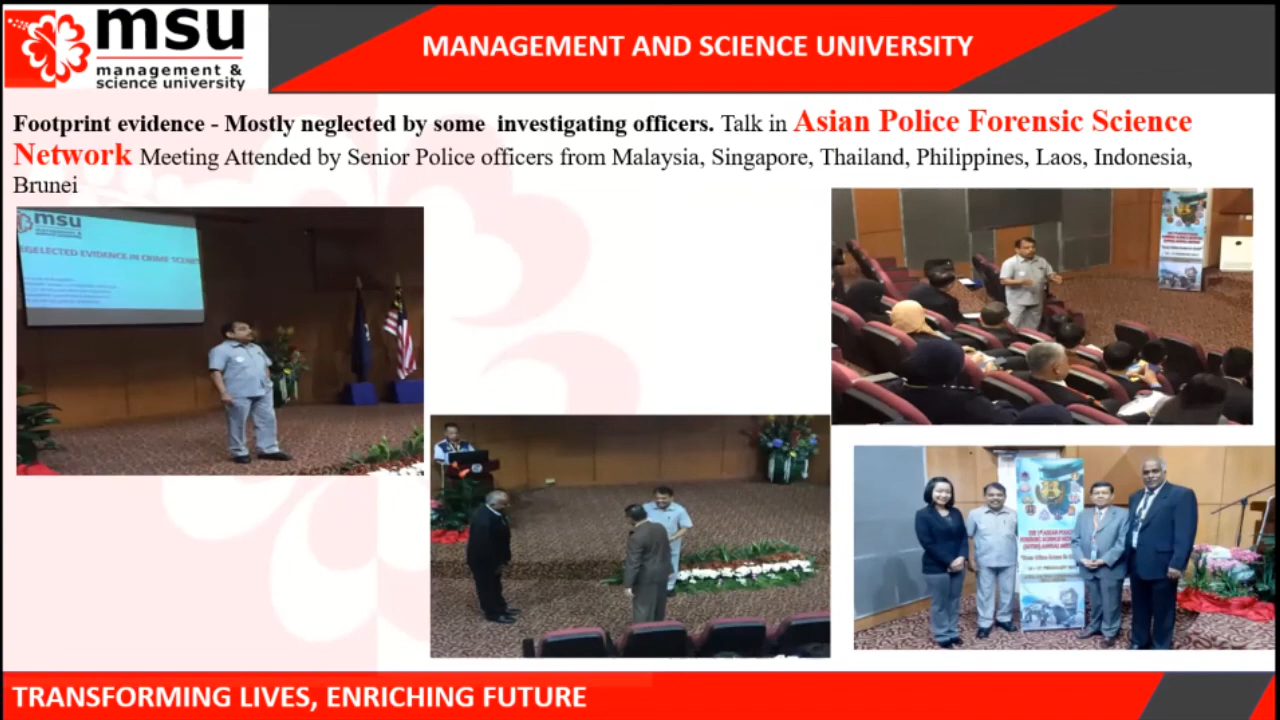 msu
management &
science university
MANAGEMENT AND SCIENCE UNIVERSITY
Footprint evidence - Mostly neglected by some investigating officers. Talk in Asian Police Forensic Science
Network Meeting Attended by Senior Police officers from Malaysia, Singapore, Thailand, Philippines, Laos, Indonesia,
Brunei
msu
EVIDENCE IN CRIME
TRANSFORMING LIVES, ENRICHING FUTURE